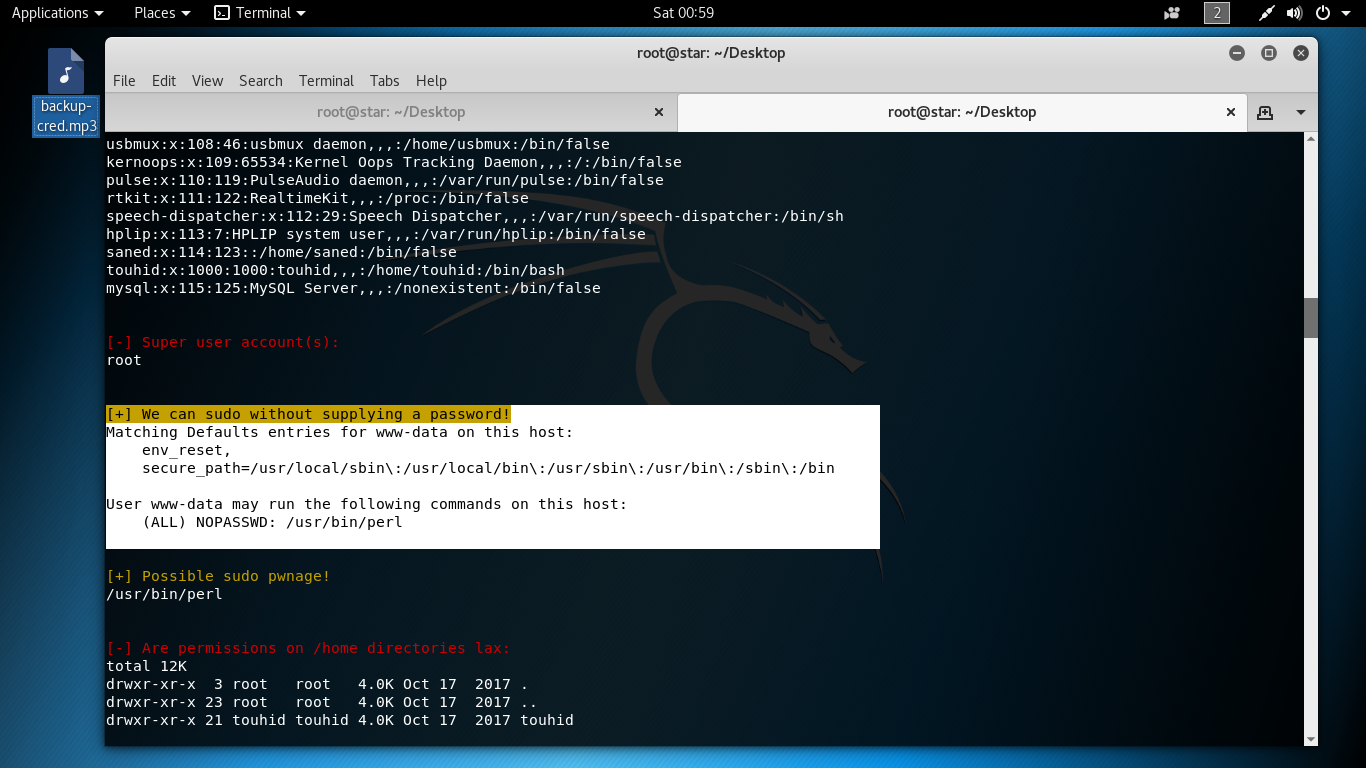 Applications Places Terminal Sat 00:59 2
backup-
cred.mp3
root@star: ~/Desktop
File Edit View Search Terminal Tabs Help
root@star: ~/Desktop root@star: ~/Desktop
usbmux:x:108:46:usbmux daemon,,,:/home/usbmux:/bin/false
kernoops:x:109:65534:Kernel Oops Tracking Daemon,,,:/:/bin/false
pulse:x:110:119:PulseAudio daemon,,,:/var/run/pulse:/bin/false
rtkit:x:111:122:RealtimeKit,,,:/proc:/bin/false
speech-dispatcher:x:112:29:Speech Dispatcher,,,:/var/run/speech-dispatcher:/bin/sh
hplip:x:113:7:HPLIP system user,,,:/var/run/hplip:/bin/false
saned:x:114:123::/home/saned:/bin/false
touhid:x:1000:1000:touhid,,,:/home/touhid:/bin/bash
mysql:x:115:125:MySQL Server,,,:/nonexistent:/bin/false
[-] Super user account(s):
root
[+] We can sudo without supplying a password!
Matching Defaults entries for www-data on this host:
    env_reset,
    secure_path=/usr/local/sbin\:/usr/local/bin\:/usr/sbin\:/usr/bin\:/sbin\:/bin
User www-data may run the following commands on this host:
    (ALL) NOPASSWD: /usr/bin/perl
[+] Possible sudo pwnage!
/usr/bin/perl
[-] Are permissions on /home directories lax:
total 12K
drwxr-xr-x  3 root   root   4.0K Oct 17  2017 .
drwxr-xr-x 23 root   root   4.0K Oct 17  2017 ..
drwxr-xr-x 21 touhid touhid 4.0K Oct 17  2017 touhid